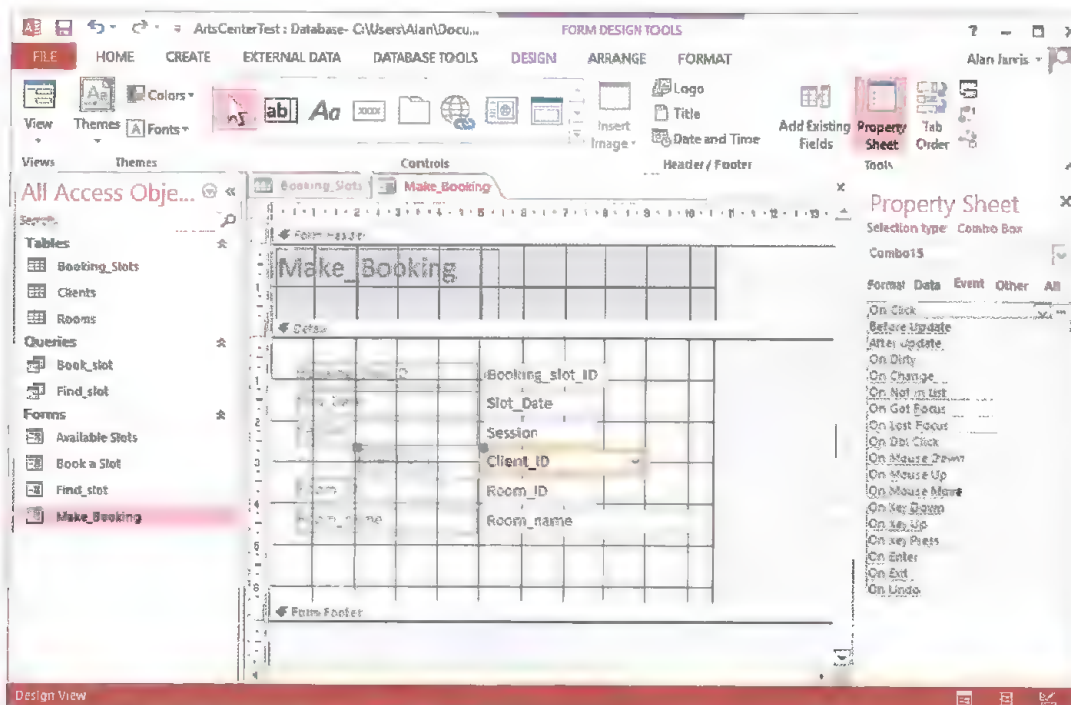 ArtsCenterTest : Database- C:\Users\Alan\Docu...
FORM DESIGN TOOLS
?
FILE HOME CREATE EXTERNAL DATA DATABASE TOOLS DESIGN ARRANGE FORMAT
Alan Jarvis
View
Themes
Colors
Fonts
Aa
ab
Aa
xxxx
Insert
Image
Logo
Title
Date and Time
Add Existing
Fields
Property
Sheet
Tab
Order
Views
Themes
Controls
Header / Footer
Tools
All Access Obje...
Search...
Tables
Booking_Slots
Clients
Rooms
Queries
Book_slot
Find_slot
Forms
Available Slots
Book a Slot
Find_slot
Make_Booking
Booking_Slots
Make_Booking
Form Header
Make_Booking
Detail
Booking_slot_ID
Slot_Date
Session
Client_ID
Room_ID
Room_name
Form Footer
Property Sheet
Selection type: Combo Box
Combo15
Format Data Event Other All
On Click
Before Update
After Update
On Dirty
On Change
On Not in List
On Got Focus
On Lost Focus
On Dbl Click
On Mouse Down
On Mouse Up
On Mouse Move
On Key Down
On Key Up
On Key Press
On Enter
On Exit
On Undo
Design View